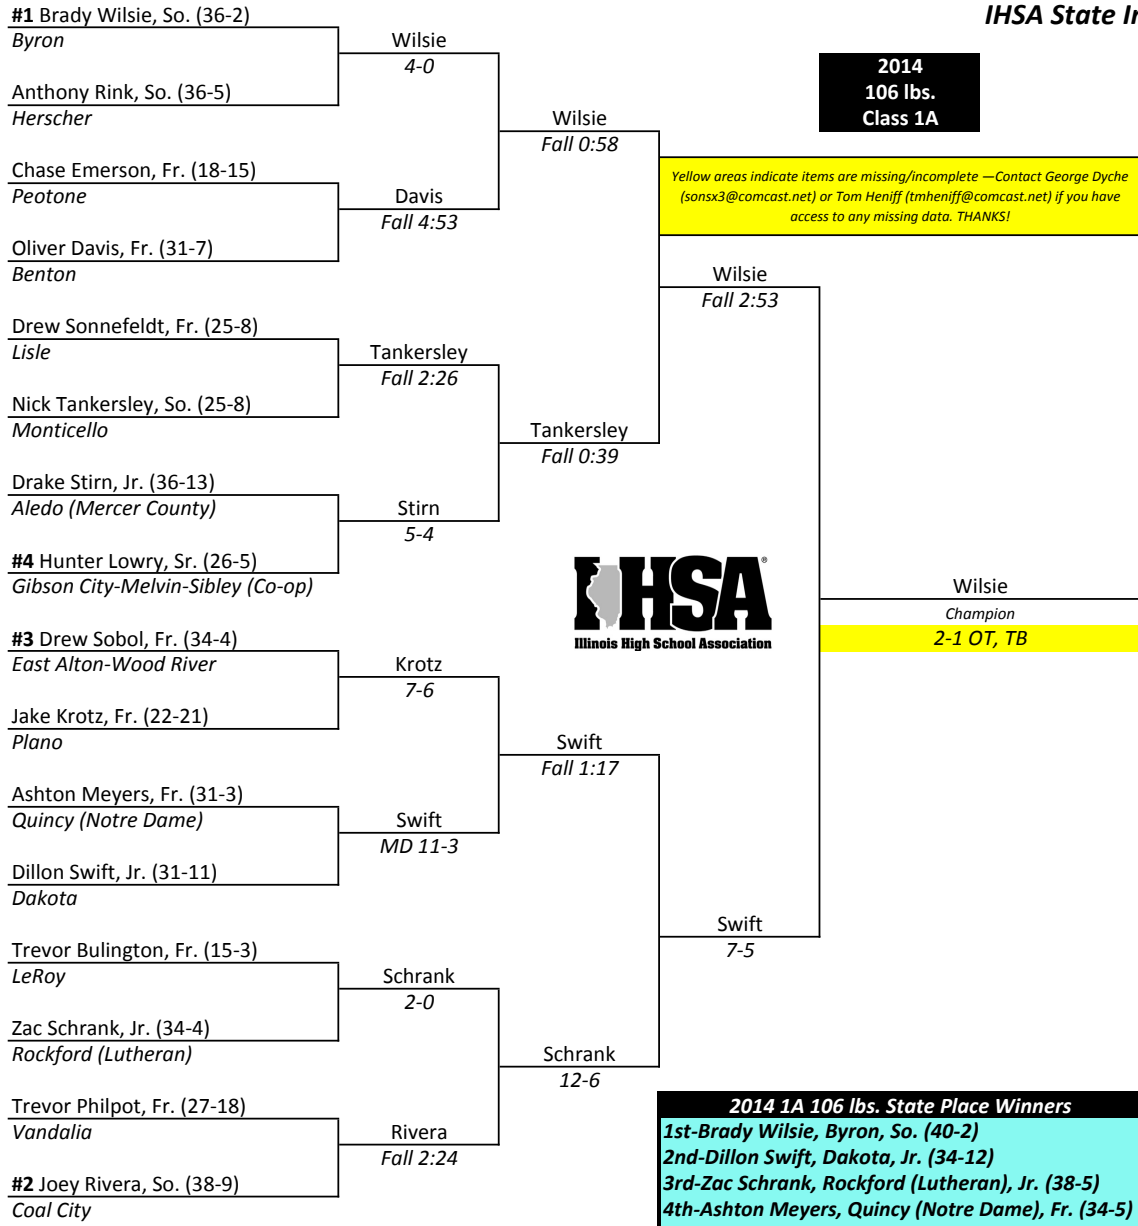 IHSA State In
#1 Brady Wilsie, So. (36-2)
Byron
Wilsie
4-0
Anthony Rink, So. (36-5)
Herscher
2014
106 lbs.
Class 1A
Wilsie
Fall 0:58
Chase Emerson, Fr. (18-15)
Peotone
Davis
Fall 4:53
Yellow areas indicate items are missing/incomplete —Contact George Dyche
(sonsx3@comcast.net) or Tom Heniff (tmheniff@comcast.net) if you have
access to any missing data. THANKS!
Oliver Davis, Fr. (31-7)
Benton
Wilsie
Fall 2:53
Drew Sonnefeldt, Fr. (25-8)
Lisle
Tankersley
Fall 2:26
Nick Tankersley, So. (25-8)
Monticello
Tankersley
Fall 0:39
Drake Stirn, Jr. (36-13)
Aledo (Mercer County)
Stirn
5-4
#4 Hunter Lowry, Sr. (26-5)
Gibson City-Melvin-Sibley (Co-op)
IHSA®
Illinois High School Association
Wilsie
Champion
2-1 OT, TB
#3 Drew Sobol, Fr. (34-4)
East Alton-Wood River
Krotz
7-6
Jake Krotz, Fr. (22-21)
Plano
Swift
Fall 1:17
Ashton Meyers, Fr. (31-3)
Quincy (Notre Dame)
Swift
MD 11-3
Dillon Swift, Jr. (31-11)
Dakota
Swift
7-5
Trevor Bulington, Fr. (15-3)
LeRoy
Schrank
2-0
Zac Schrank, Jr. (34-4)
Rockford (Lutheran)
Schrank
12-6
Trevor Philpot, Fr. (27-18)
Vandalia
Rivera
Fall 2:24
#2 Joey Rivera, So. (38-9)
Coal City
2014 1A 106 lbs. State Place Winners
1st-Brady Wilsie, Byron, So. (40-2)
2nd-Dillon Swift, Dakota, Jr. (34-12)
3rd-Zac Schrank, Rockford (Lutheran), Jr. (38-5)
4th-Ashton Meyers, Quincy (Notre Dame), Fr. (34-5)